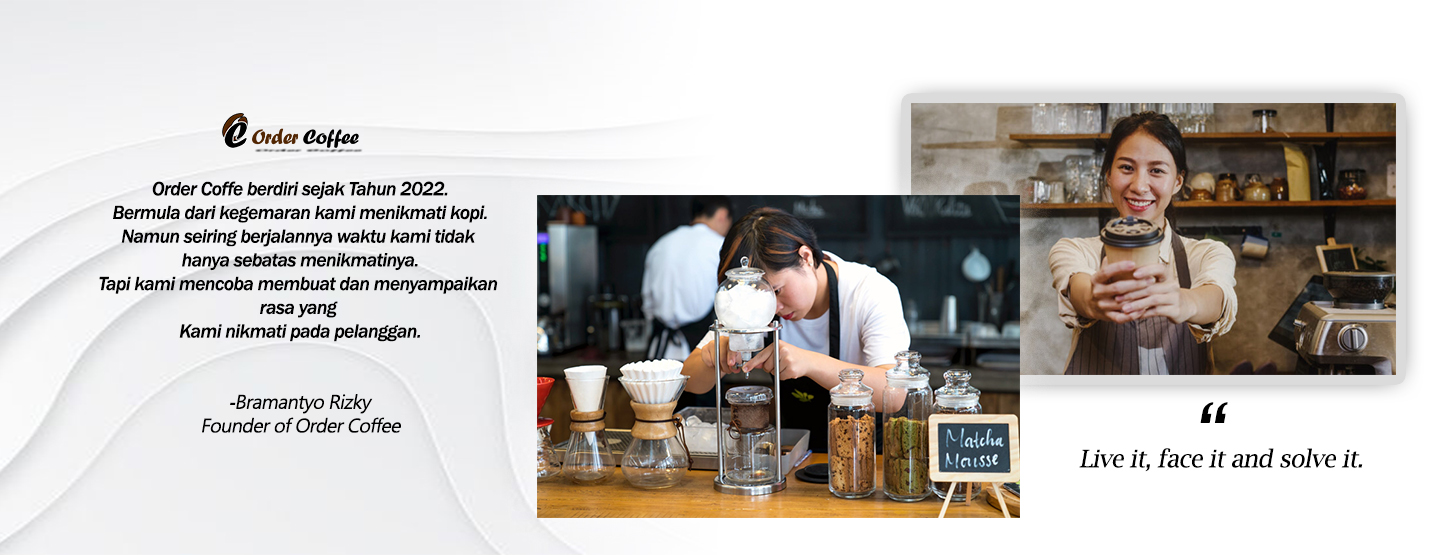 Order Coffee
Order Coffe berdiri sejak Tahun 2022.
Bermula dari kegemaran kami menikmati kopi.
Namun seiring berjalannya waktu kami tidak
hanya sebatas menikmatinya.
Tapi kami mencoba membuat dan menyampaikan
rasa yang
Kami nikmati pada pelanggan.
-Bramantyo Rizky
Founder of Order Coffee
Matcha
Mousse
“
Live it, face it and solve it.